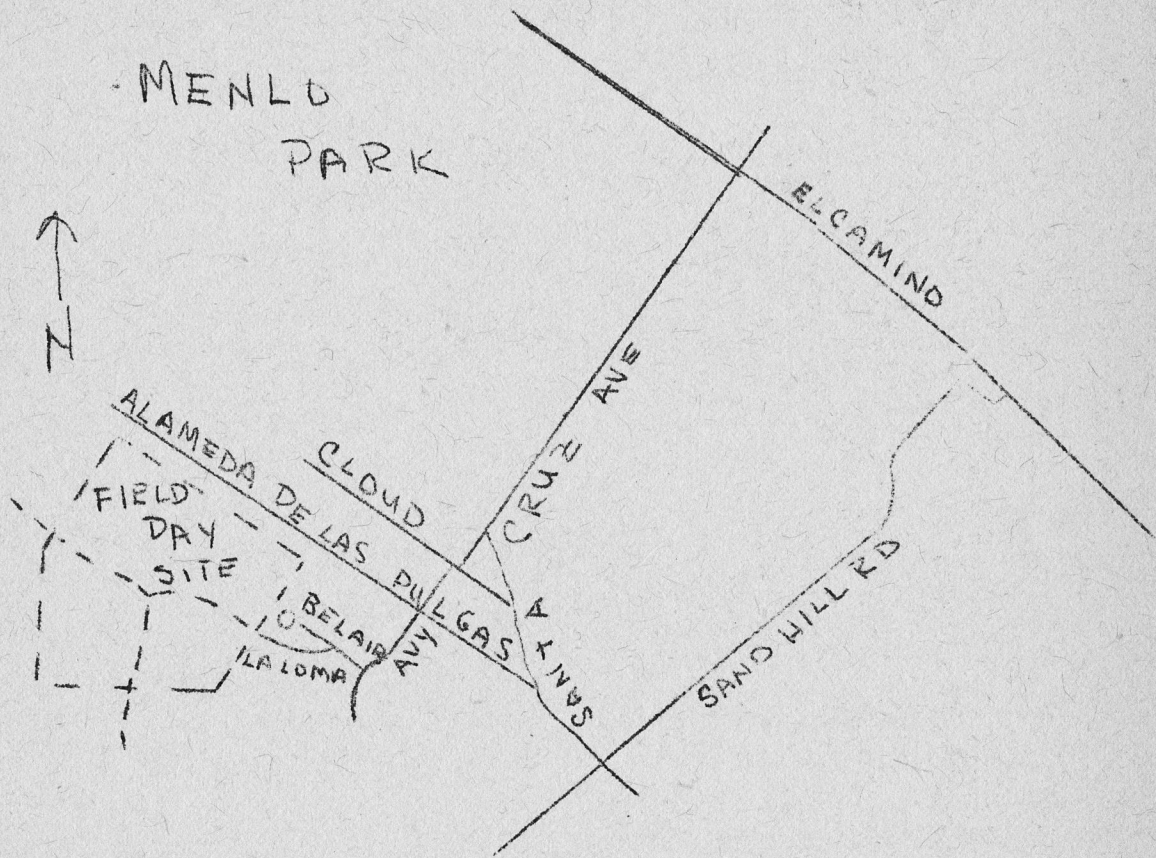 MENLO
PARK
N
EL CAMINO
SANTA CRUZ AVE
ALAMEDA DE LAS PULGAS
CLOUD
FIELD
DAY
SITE
BELAIR
LA LOMA
AVY
SAND HILL RD